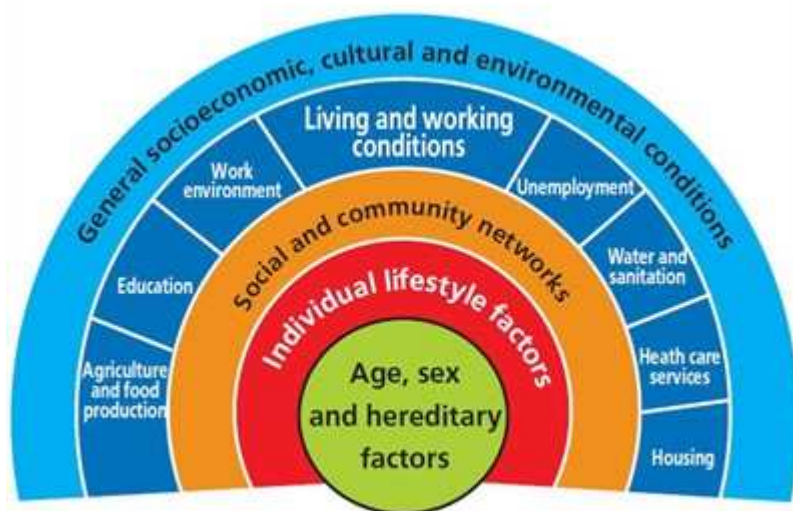 General socioeconomic, cultural and environmental conditions
Living and working
conditions
Work
environment
Unemployment
Education
Water and
sanitation
Agriculture
and food
production
Heath care
services
Housing
Social and community networks
Individual lifestyle factors
Age, sex
and hereditary
factors